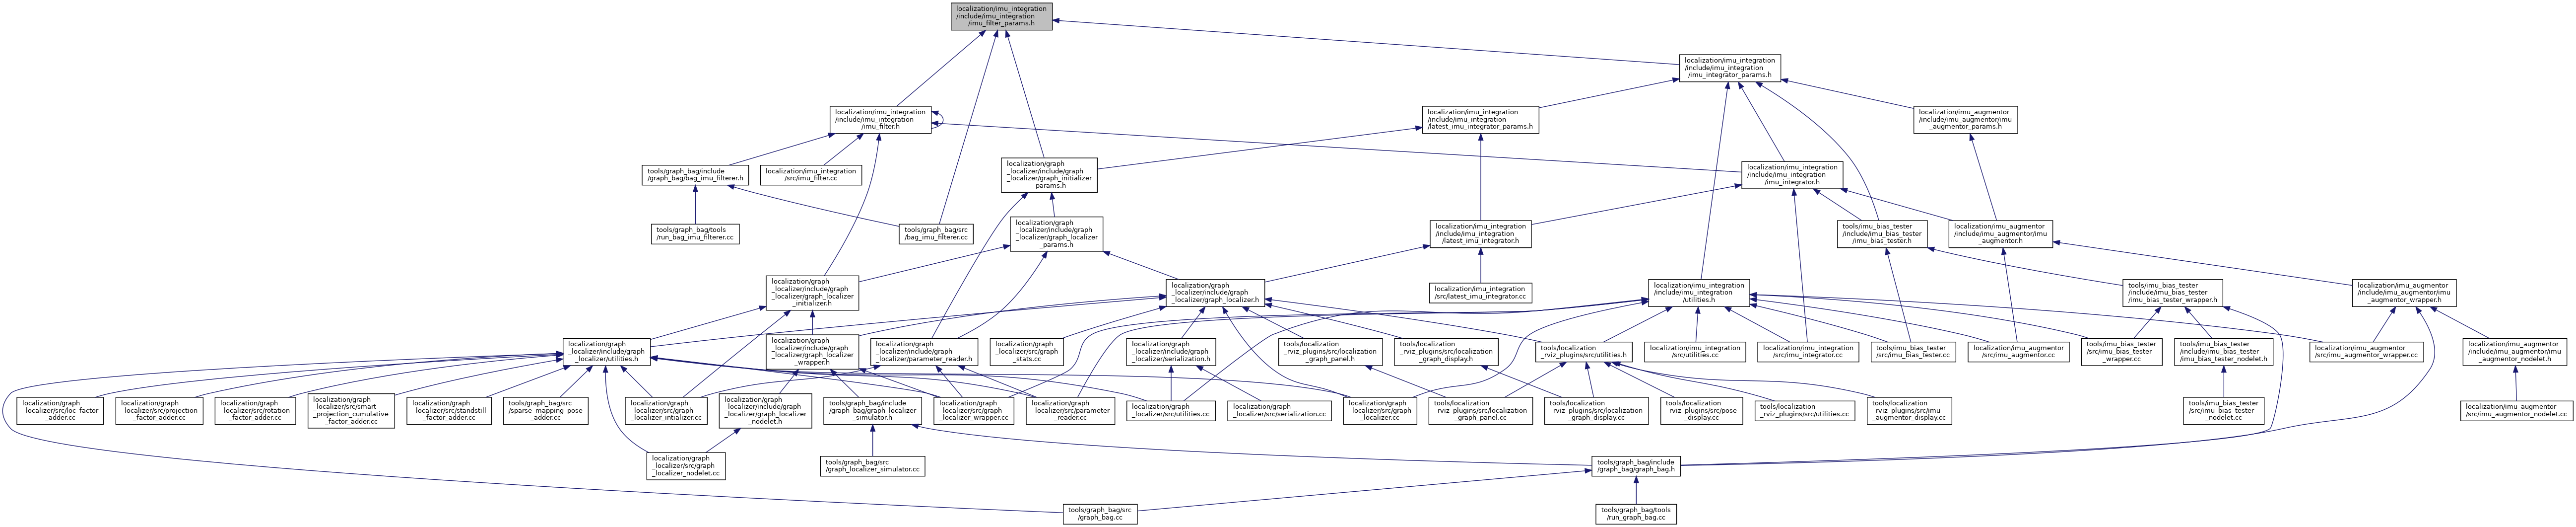 localization/imu_integration
/include/imu_integration
/imu_filter_params.h
localization/imu_integration
/include/imu_integration
/imu_integrator_params.h
localization/imu_integration
/include/imu_integration
/imu_filter.h
localization/imu_integration
/include/imu_integration
/latest_imu_integrator_params.h
localization/imu_augmentor
/include/imu_augmentor/imu
_augmentor_params.h
tools/graph_bag/include
/graph_bag/bag_imu_filterer.h
localization/imu_integration
/src/imu_filter.cc
localization/graph
_localizer/include/graph
_localizer/graph_initializer
_params.h
localization/imu_integration
/include/imu_integration
/imu_integrator.h
tools/graph_bag/tools
/run_bag_imu_filterer.cc
tools/graph_bag/src
/bag_imu_filterer.cc
localization/graph
_localizer/include/graph
_localizer/graph_localizer
_params.h
localization/imu_integration
/include/imu_integration
/latest_imu_integrator.h
tools/imu_bias_tester
/include/imu_bias_tester
/imu_bias_tester.h
localization/imu_augmentor
/include/imu_augmentor/imu
_augmentor.h
localization/graph
_localizer/include/graph
_localizer/graph_localizer
_initializer.h
localization/graph
_localizer/include/graph
_localizer/graph_localizer.h
localization/imu_integration
/src/latest_imu_integrator.cc
localization/imu_integration
/include/imu_integration
/utilities.h
tools/imu_bias_tester
/include/imu_bias_tester
/imu_bias_tester_wrapper.h
localization/imu_augmentor
/include/imu_augmentor/imu
_augmentor_wrapper.h
localization/graph
_localizer/include/graph
_localizer/utilities.h
localization/graph
_localizer/include/graph
_localizer/graph_localizer
_wrapper.h
localization/graph
_localizer/include/graph
_localizer/parameter_reader.h
localization/graph
_localizer/src/graph
_stats.cc
localization/graph
_localizer/include/graph
_localizer/serialization.h
tools/localization
_rviz_plugins/src/localization
_graph_panel.h
tools/localization
_rviz_plugins/src/localization
_graph_display.h
tools/localization
_rviz_plugins/src/utilities.h
localization/imu_integration
/src/utilities.cc
localization/imu_integration
/src/imu_integrator.cc
tools/imu_bias_tester
/src/imu_bias_tester.cc
localization/imu_augmentor
/src/imu_augmentor.cc
tools/imu_bias_tester
/src/imu_bias_tester
_wrapper.cc
tools/imu_bias_tester
/include/imu_bias_tester
/imu_bias_tester_nodelet.h
localization/imu_augmentor
/src/imu_augmentor_wrapper.cc
localization/imu_augmentor
/include/imu_augmentor/imu
_augmentor_nodelet.h
localization/graph
_localizer/src/loc_factor
_adder.cc
localization/graph
_localizer/src/projection
_factor_adder.cc
localization/graph
_localizer/src/rotation
_factor_adder.cc
localization/graph
_localizer/src/smart
_projection_cumulative
_factor_adder.cc
localization/graph
_localizer/src/standstill
_factor_adder.cc
tools/graph_bag/src
/sparse_mapping_pose
_adder.cc
localization/graph
_localizer/src/graph
_localizer_intializer.cc
localization/graph
_localizer/include/graph
_localizer/graph_localizer
_nodelet.h
tools/graph_bag/include
/graph_bag/graph_localizer
_simulator.h
localization/graph
_localizer/src/graph
_localizer_wrapper.cc
localization/graph
_localizer/src/parameter
_reader.cc
localization/graph
_localizer/src/utilities.cc
localization/graph
_localizer/src/serialization.cc
localization/graph
_localizer/src/graph
_localizer.cc
tools/localization
_rviz_plugins/src/localization
_graph_panel.cc
tools/localization
_rviz_plugins/src/localization
_graph_display.cc
tools/localization
_rviz_plugins/src/pose
_display.cc
tools/localization
_rviz_plugins/src/utilities.cc
tools/localization
_rviz_plugins/src/imu
_augmentor_display.cc
tools/imu_bias_tester
/src/imu_bias_tester
_nodelet.cc
localization/imu_augmentor
/src/imu_augmentor_nodelet.cc
localization/graph
_localizer/src/graph
_localizer_nodelet.cc
tools/graph_bag/src
/graph_localizer_simulator.cc
tools/graph_bag/include
/graph_bag/graph_bag.h
tools/graph_bag/src
/graph_bag.cc
tools/graph_bag/tools
/run_graph_bag.cc